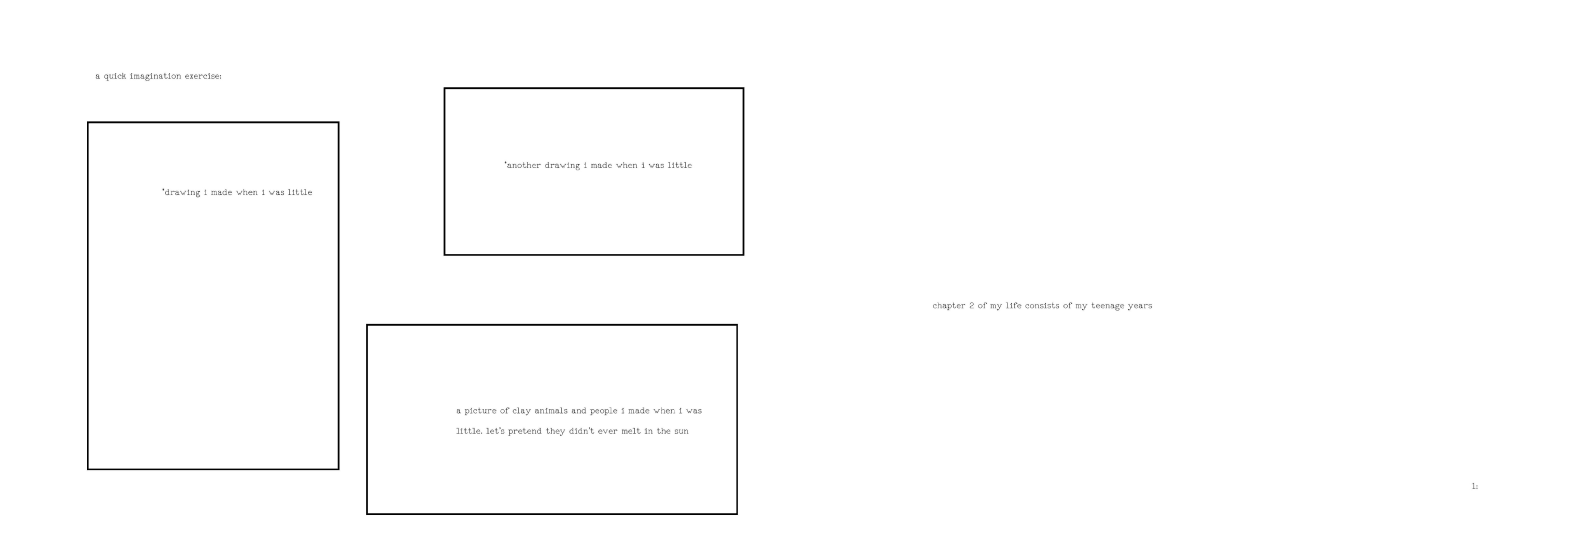 a quick imagination exercise:
*drawing i made when i was little
*another drawing i made when i was little
a picture of clay animals and people i made when i was
little. let's pretend they didn't ever melt in the sun
chapter 2 of my life consists of my teenage years
1: